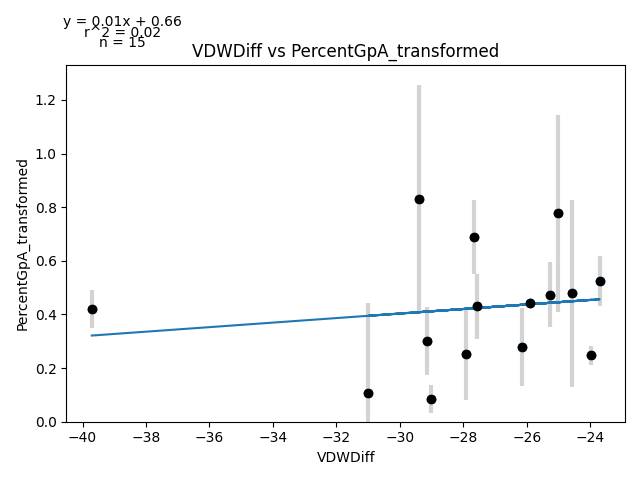 y = 0.01x + 0.66
r^2 = 0.02
n = 15
VDWDiff vs PercentGpA_transformed
1.2
1.0
0.8
0.6
0.4
0.2
0.0
PercentGpA_transformed
−40 −38 −36 −34 −32 −30 −28 −26 −24
VDWDiff